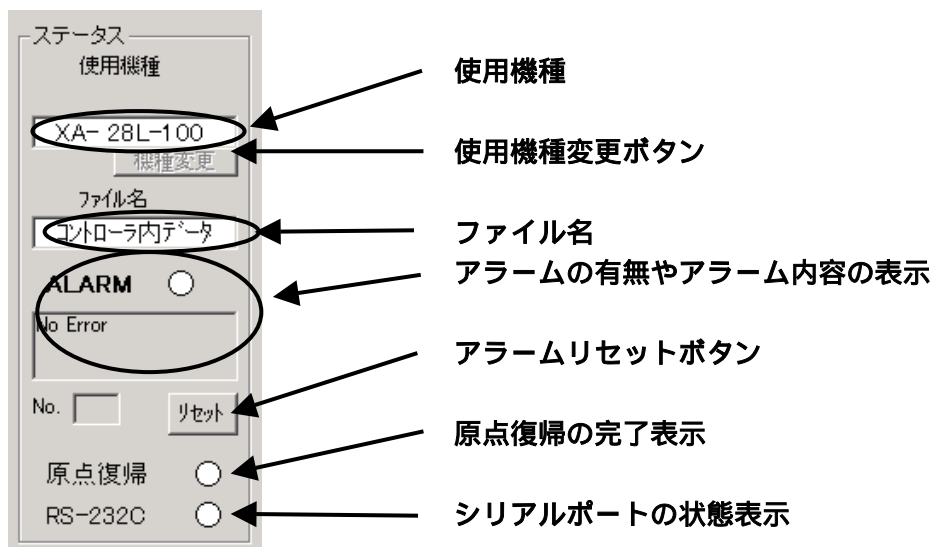 ステータス
使用機種
XA- 28L-100
機種変更
ファイル名
コントローラ内データ
ALARM
No Error
No.
リセット
原点復帰
RS-232C
使用機種
使用機種変更ボタン
ファイル名
アラームの有無やアラーム内容の表示
アラームリセットボタン
原点復帰の完了表示
シリアルポートの状態表示